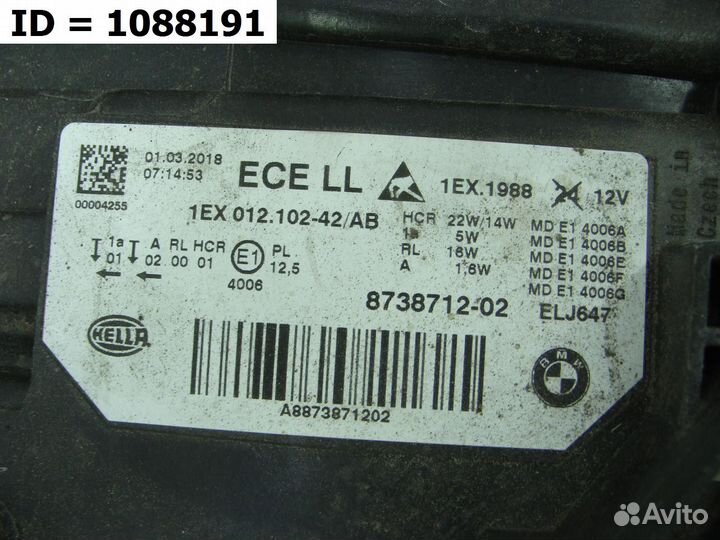 ID = 1088191
01.03.2018
07:14:53
00004255
ECE LL
1EX.1988 24 12V
1EX 012.102-42/AB
HCR 22W/14W
5W
RL 16W
A 1,6W
MD E1 4006A
MD E1 4006B
MD E1 4006E
MD E1 4006F
MD E1 4006G
1a A RL HCR
01 02 00 01
E1
4006
PL
12,5
8738712-02
ELJ647
HELLA
A8873871202
BMW
Made in
Czech
Avito